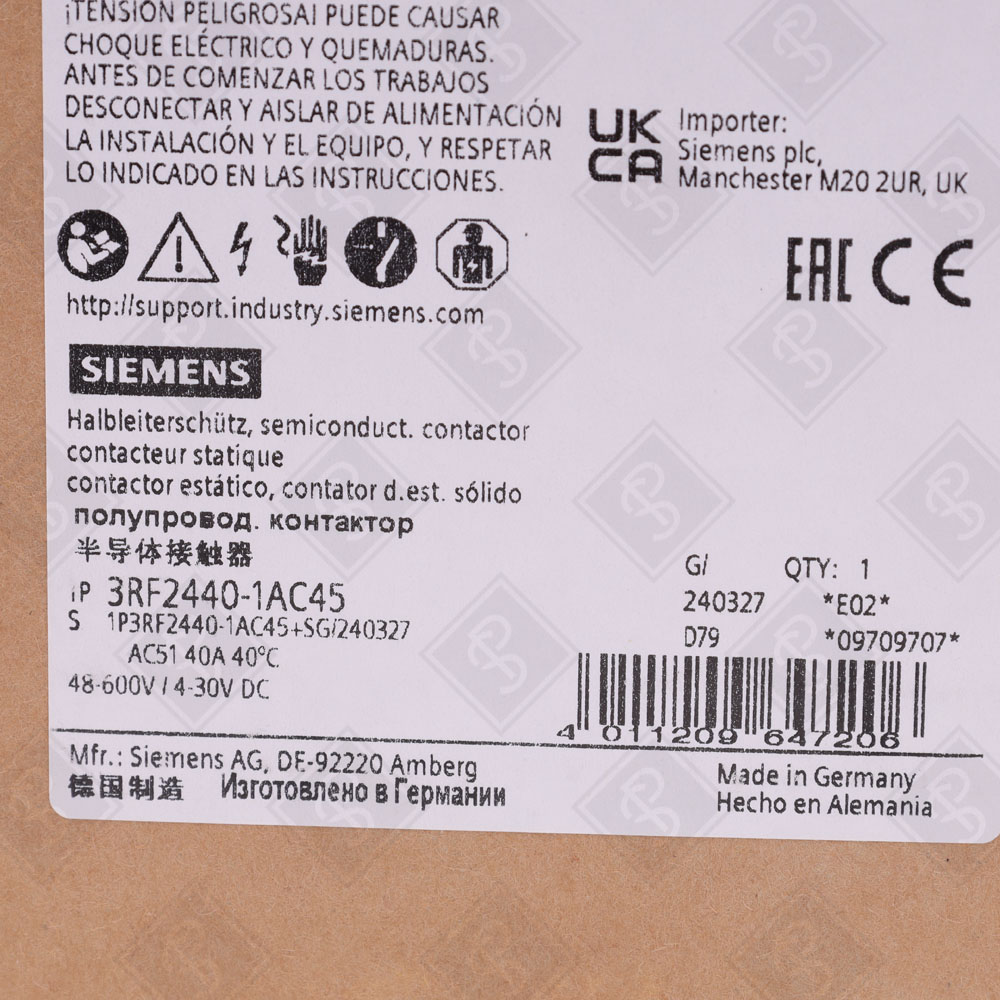 ¡TENSIÓN PELIGROSA! PUEDE CAUSAR
CHOQUE ELÉCTRICO Y QUEMADURAS.
ANTES DE COMENZAR LOS TRABAJOS
DESCONECTAR Y AISLAR DE ALIMENTACIÓN
LA INSTALACIÓN Y EL EQUIPO, Y RESPETAR
LO INDICADO EN LAS INSTRUCCIONES.
UK
CA
Importer:
Siemens plc,
Manchester M20 2UR, UK
EAC CE
http://support.industry.siemens.com
SIEMENS
Halbleiterschütz, semiconduct. contactor
contacteur statique
contactor estático, contator d.est. sólido
полупровод. контактор
半导体接触器
1P 3RF2440-1AC45
S 1P3RF2440-1AC45+SG/240327
AC51 40A 40°C
48-600V / 4-30V DC
G/ QTY: 1
240327 *E02*
D79 *09709707*
4 011209 647206
Mfr.: Siemens AG, DE-92220 Amberg
德国制造 Изготовлено в Германии
Made in Germany
Hecho en Alemania